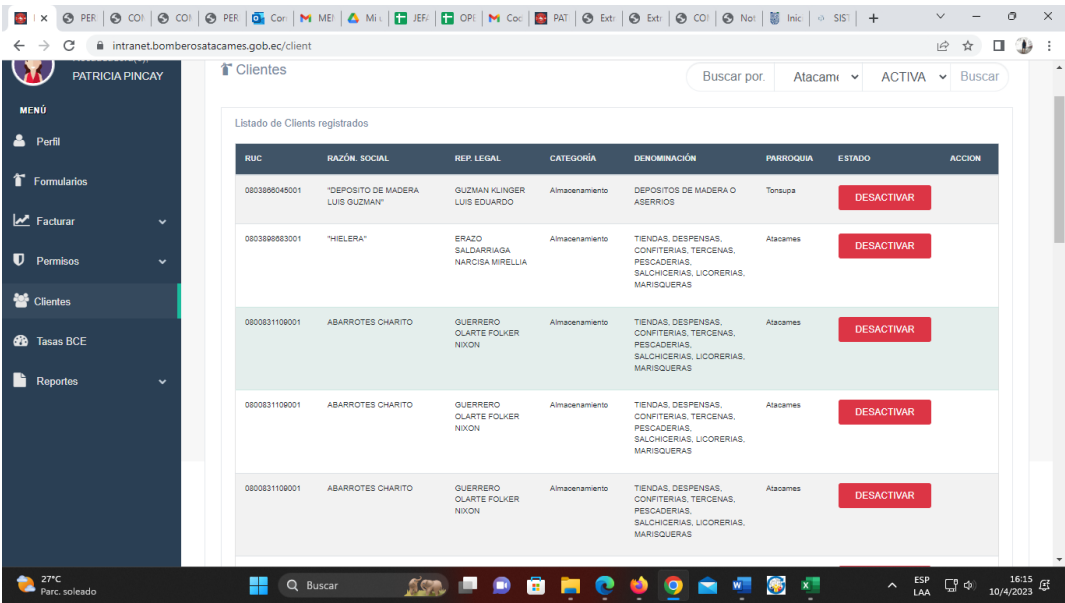 PER
COI
COI
PER
Cor
MEI
Mi u
JEF/
OPI
Coc
PAT
Extr
Extr
COI
Not
Inic
SIS
intranet.bomberosatacames.gob.ec/client
PATRICIA PINCAY
MENÚ
Perfil
Formularios
Facturar
Permisos
Clientes
Tasas BCE
Reportes
Clientes
Buscar por. Atacame ACTIVA Buscar
Listado de Clients registrados
RUC RAZÓN. SOCIAL REP. LEGAL CATEGORÍA DENOMINACIÓN PARROQUIA ESTADO ACCION
0803866045001 "DEPOSITO DE MADERA GUZMAN KLINGER Almacenamiento DEPOSITOS DE MADERA O Tonsupa DESACTIVAR
LUIS GUZMAN" LUIS EDUARDO ASERRIOS
0803898683001 "HIELERA" ERAZO Almacenamiento TIENDAS, DESPENSAS, Atacames DESACTIVAR
SALDARRIAGA CONFITERIAS, TERCENAS,
NARCISA MIRELLIA PESCADERIAS,
SALCHICERIAS, LICORERIAS,
MARISQUERAS
0800831109001 ABARROTES CHARITO GUERRERO Almacenamiento TIENDAS, DESPENSAS, Atacames DESACTIVAR
OLARTE FOLKER CONFITERIAS, TERCENAS,
NIXON PESCADERIAS,
SALCHICERIAS, LICORERIAS,
MARISQUERAS
0800831109001 ABARROTES CHARITO GUERRERO Almacenamiento TIENDAS, DESPENSAS, Atacames DESACTIVAR
OLARTE FOLKER CONFITERIAS, TERCENAS,
NIXON PESCADERIAS,
SALCHICERIAS, LICORERIAS,
MARISQUERAS
0800831109001 ABARROTES CHARITO GUERRERO Almacenamiento TIENDAS, DESPENSAS, Atacames DESACTIVAR
OLARTE FOLKER CONFITERIAS, TERCENAS,
NIXON PESCADERIAS,
SALCHICERIAS, LICORERIAS,
MARISQUERAS
27°C
Parc. soleado
Buscar
ESP
LAA
16:15
10/4/2023